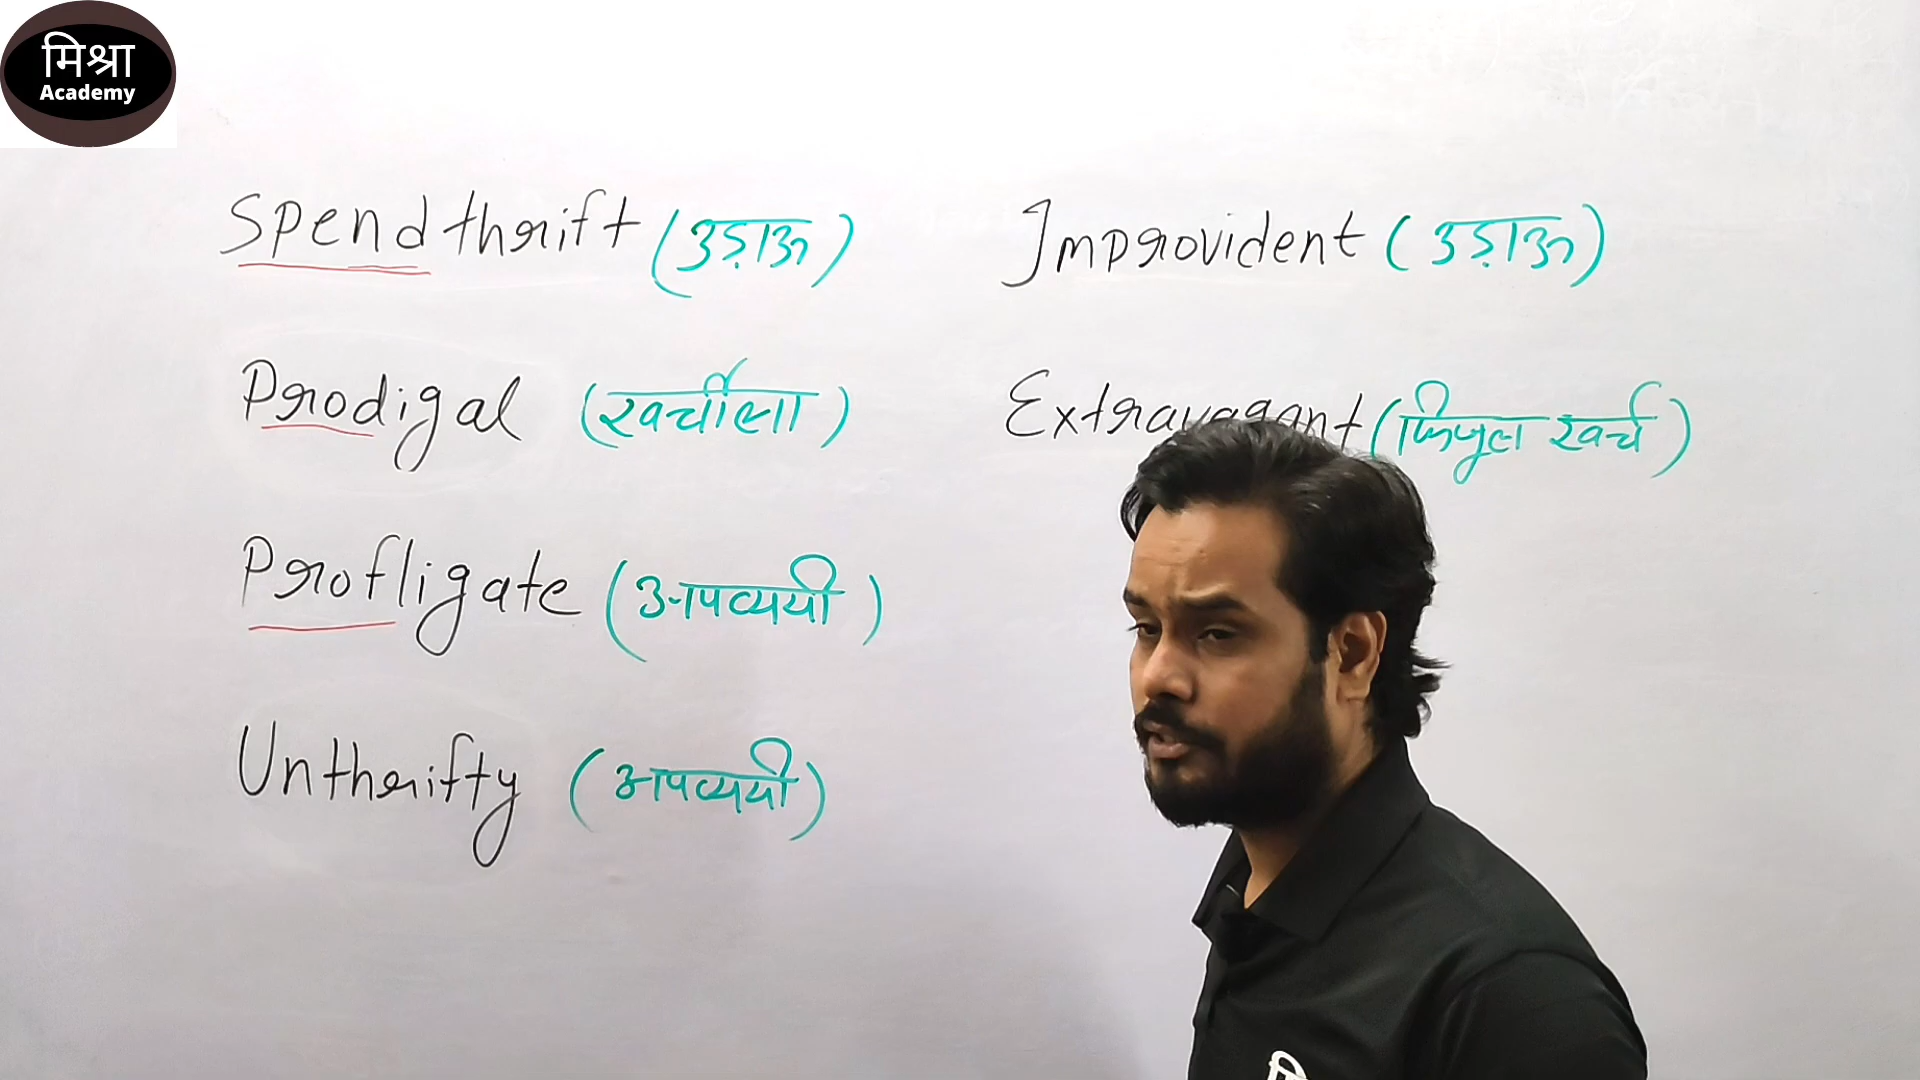 मिश्रा
Academy
Spendthrift (उड़ाऊ)
Prodigal (खर्चीला)
Profligate (अपव्ययी)
Unthrifty (अपव्ययी)
Improvident (उड़ाऊ)
Extravagant (फिजुल खर्च)
मि